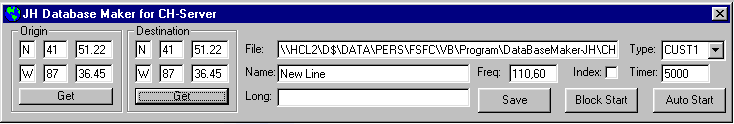 JH Database Maker for CH-Server
Origin
N 41 51.22
W 87 36.45
Get
Destination
N 41 51.22
W 87 36.45
Get
File: \\HCL2\D$\DATA\PERS\FSFC\VB\Program\DataBaseMaker-JH\CH Type: CUST1
Name: New Line Freq: 110,60 Index: Timer: 5000
Long: Save Block Start Auto Start